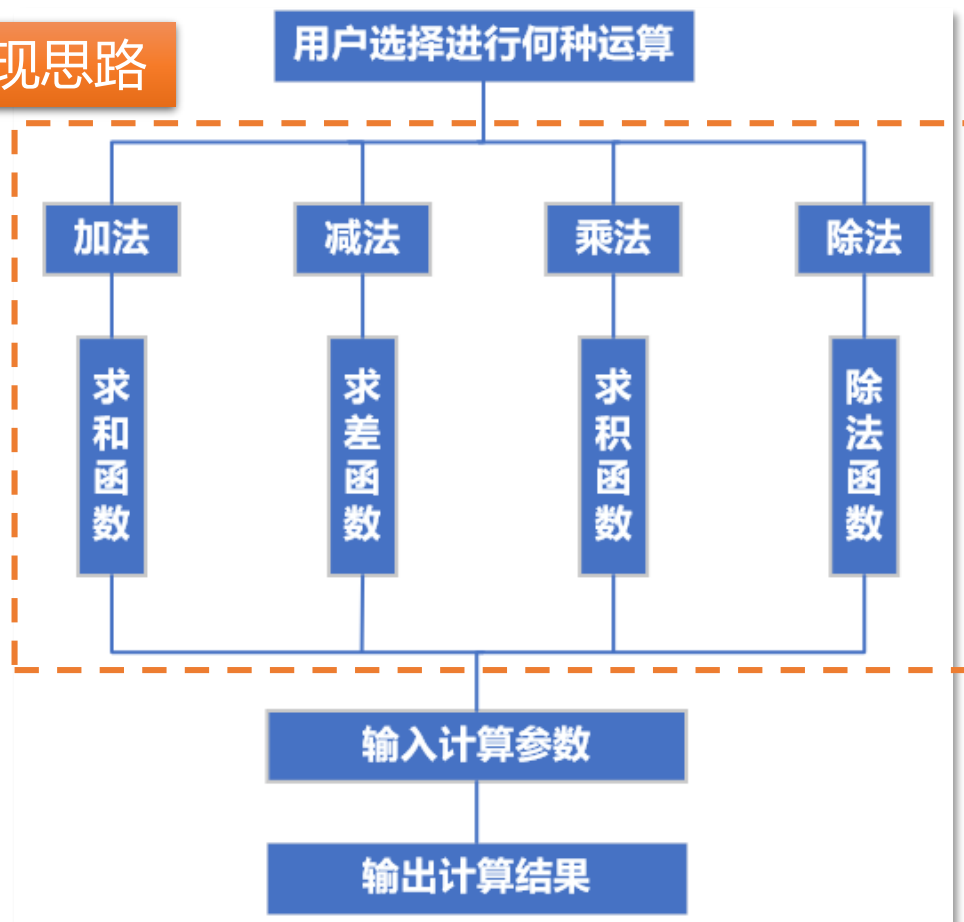 现思路
用户选择进行何种运算
加法
减法
乘法
除法
求和函数
求差函数
求积函数
除法函数
输入计算参数
输出计算结果